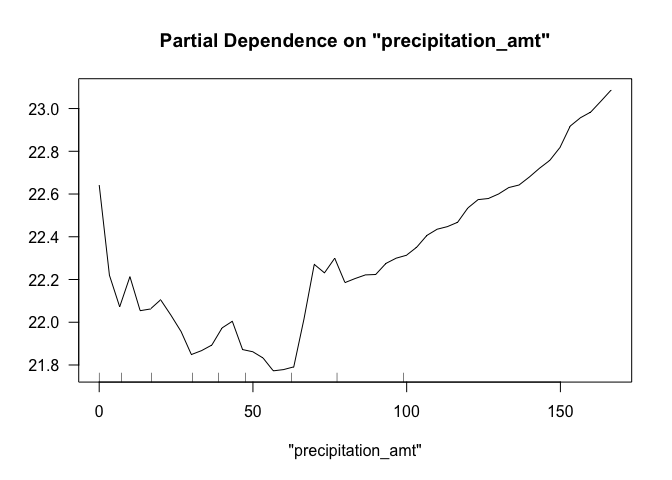 Partial Dependence on "precipitation_amt"
23.0
22.8
22.6
22.4
22.2
22.0
21.8
0 50 100 150
"precipitation_amt"